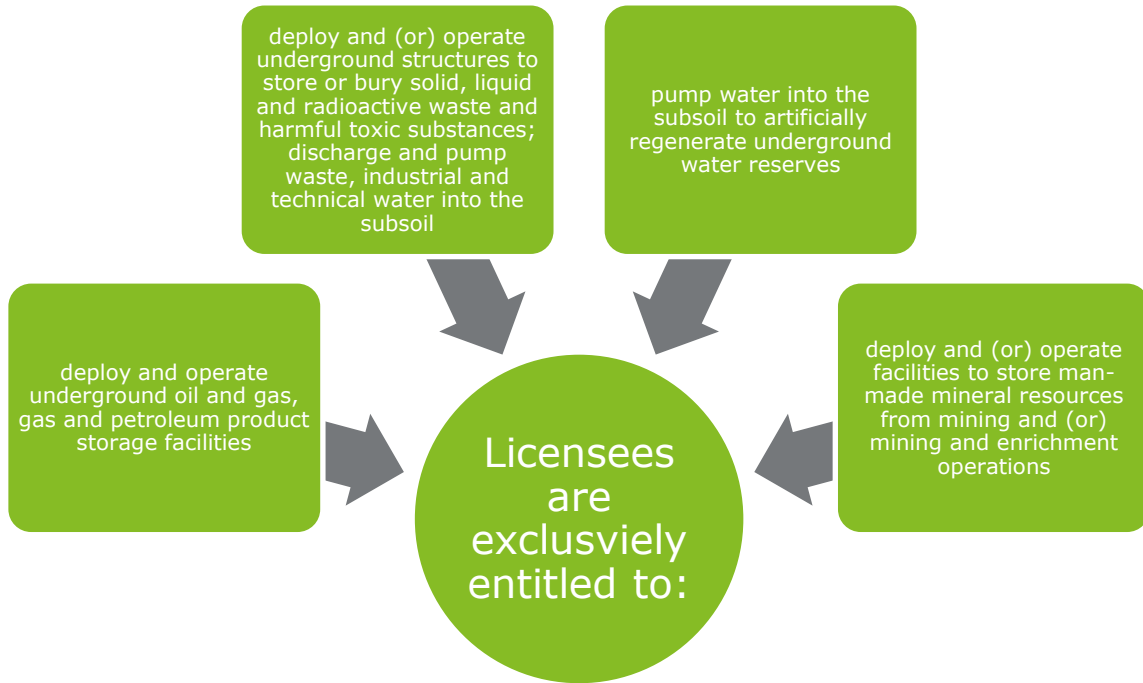 deploy and (or) operate
underground structures to
store or bury solid, liquid
and radioactive waste and
harmful toxic substances;
discharge and pump
waste, industrial and
technical water into the
subsoil
pump water into the
subsoil to artificially
regenerate underground
water reserves
deploy and operate
underground oil and gas,
gas and petroleum product
storage facilities
deploy and (or) operate
facilities to store man-
made mineral resources
from mining and (or)
mining and enrichment
operations
Licensees
are
exclusviely
entitled to: